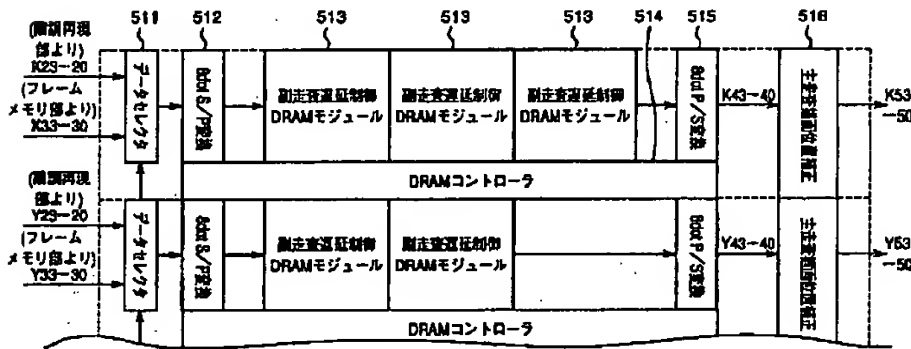 511 512 513 513 513 514 515 516
(階調再現
部より)
K23-20
(フレーム
メモリ部より)
K33-30
データセレクタ
8dot S/P変換
副走査遅延制御
DRAMモジュール
副走査遅延制御
DRAMモジュール
副走査遅延制御
DRAMモジュール
8dot P/S変換
K43-40
主走査画面位置補正
K53
-50
DRAMコントローラ
(階調再現
部より)
Y23-20
(フレーム
メモリ部より)
Y33-30
データセレクタ
8dot S/P変換
副走査遅延制御
DRAMモジュール
副走査遅延制御
DRAMモジュール
8dot P/S変換
Y43-40
主走査画面位置補正
Y53
-50
DRAMコントローラ